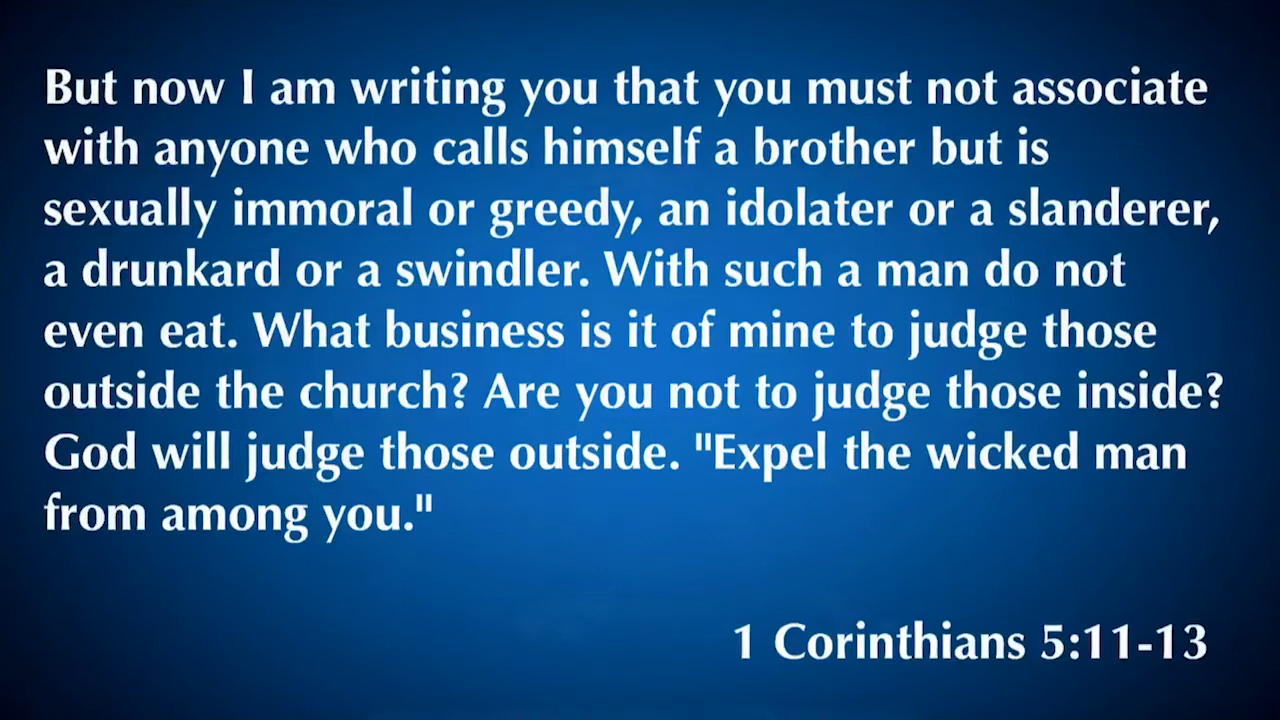 But now I am writing you that you must not associate
with anyone who calls himself a brother but is
sexually immoral or greedy, an idolater or a slanderer,
a drunkard or a swindler. With such a man do not
even eat. What business is it of mine to judge those
outside the church? Are you not to judge those inside?
God will judge those outside. "Expel the wicked man
from among you."
1 Corinthians 5:11-13